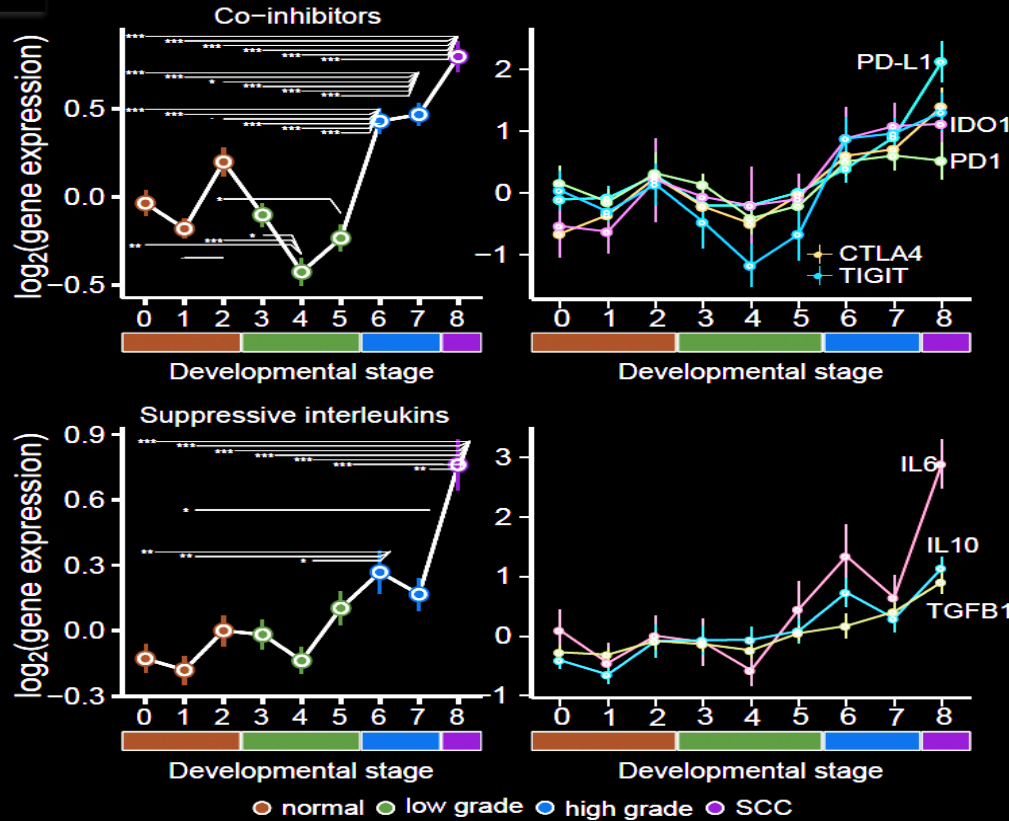 Co−inhibitors
log2(gene expression)
0.5
0.0
−0.5
*** *** *** *** *** ***
*** *** * *** *** ***
*** *** - *** *** ***
*
*
***
**
0 1 2 3 4 5 6 7 8
Developmental stage
2
1
0
−1
PD-L1
IDO1
PD1
CTLA4
TIGIT
0 1 2 3 4 5 6 7 8
Developmental stage
Suppressive interleukins
log2(gene expression)
0.9
0.6
0.3
0.0
−0.3
*** *** *** *** *** *** **
*
** ** *
0 1 2 3 4 5 6 7 8
Developmental stage
3
2
1
0
−1
IL6
IL10
TGFB1
0 1 2 3 4 5 6 7 8
Developmental stage
normal low grade high grade SCC